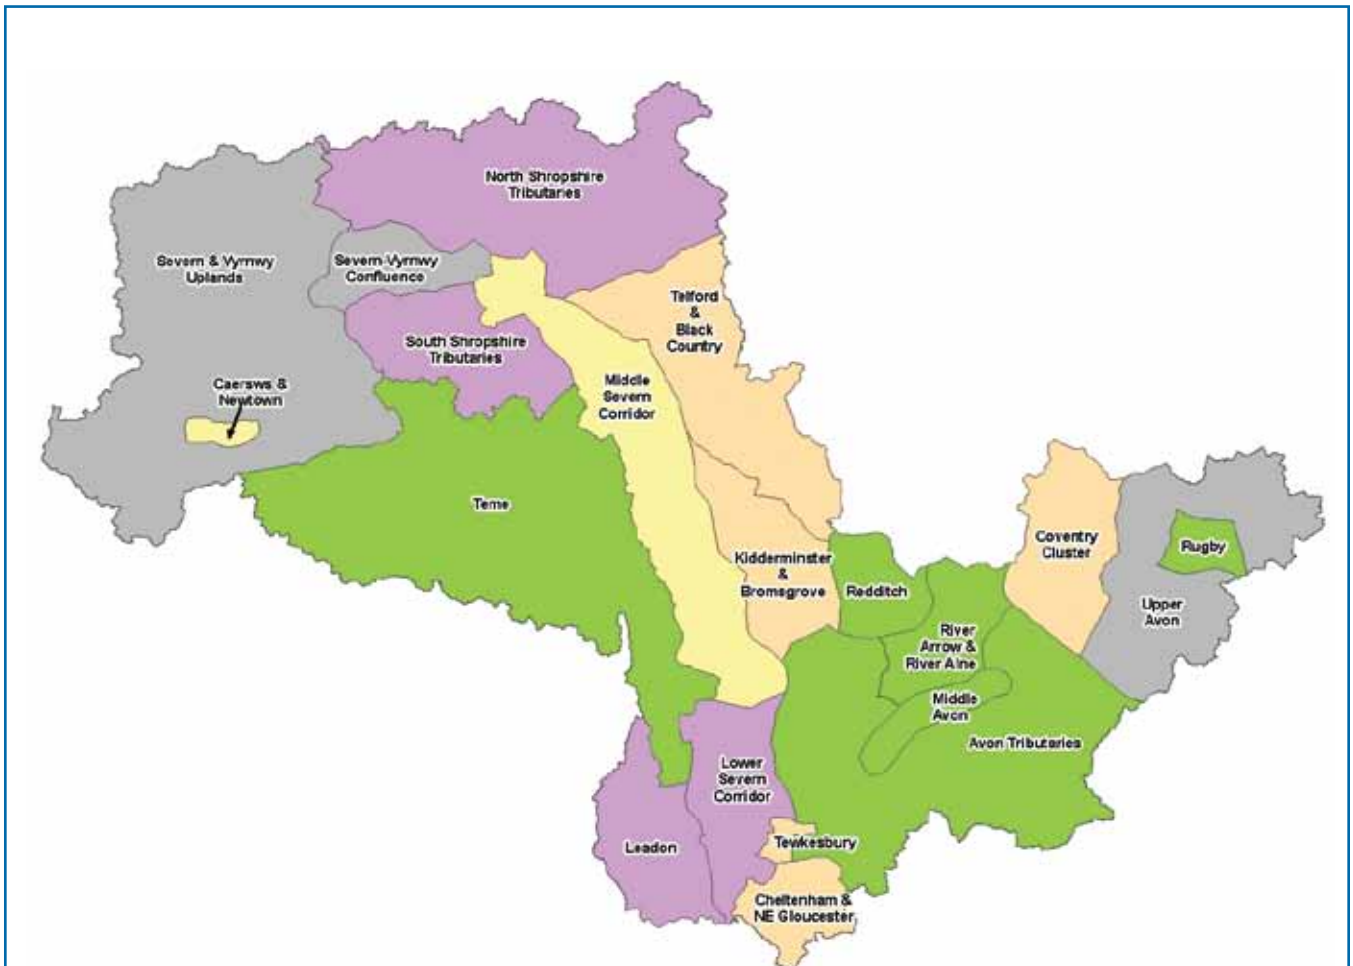 North Shropshire
Tributaries
Severn & Vyrnwy
Uplands
Severn-Vyrnwy
Confluence
Telford
&
Black
Country
South Shropshire
Tributaries
Caersws &
Newtown
Middle
Severn
Corridor
Teme
Coventry
Cluster
Rugby
Kidderminster
&
Bromsgrove
Redditch
Upper
Avon
River
Arrow &
River Alne
Middle
Avon
Avon Tributaries
Lower
Severn
Corridor
Leadon
Tewkesbury
Cheltenham &
NE Gloucester